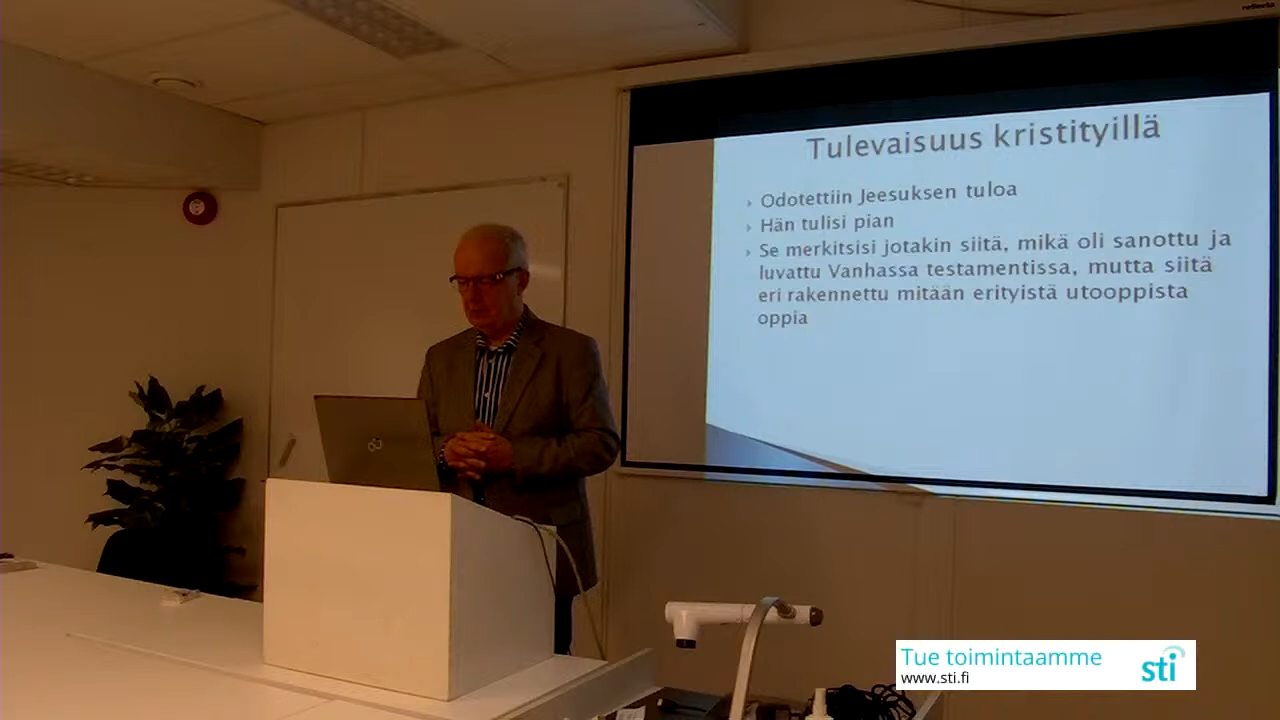 reflecta
Tulevaisuus kristityillä
Odotettiin Jeesuksen tuloa
Hän tulisi pian
Se merkitsisi jotakin siitä, mikä oli sanottu ja
luvattu Vanhassa testamentissa, mutta siitä
eri rakennettu mitään erityistä utooppista
oppia
Tue toimintaamme
www.sti.fi
sti